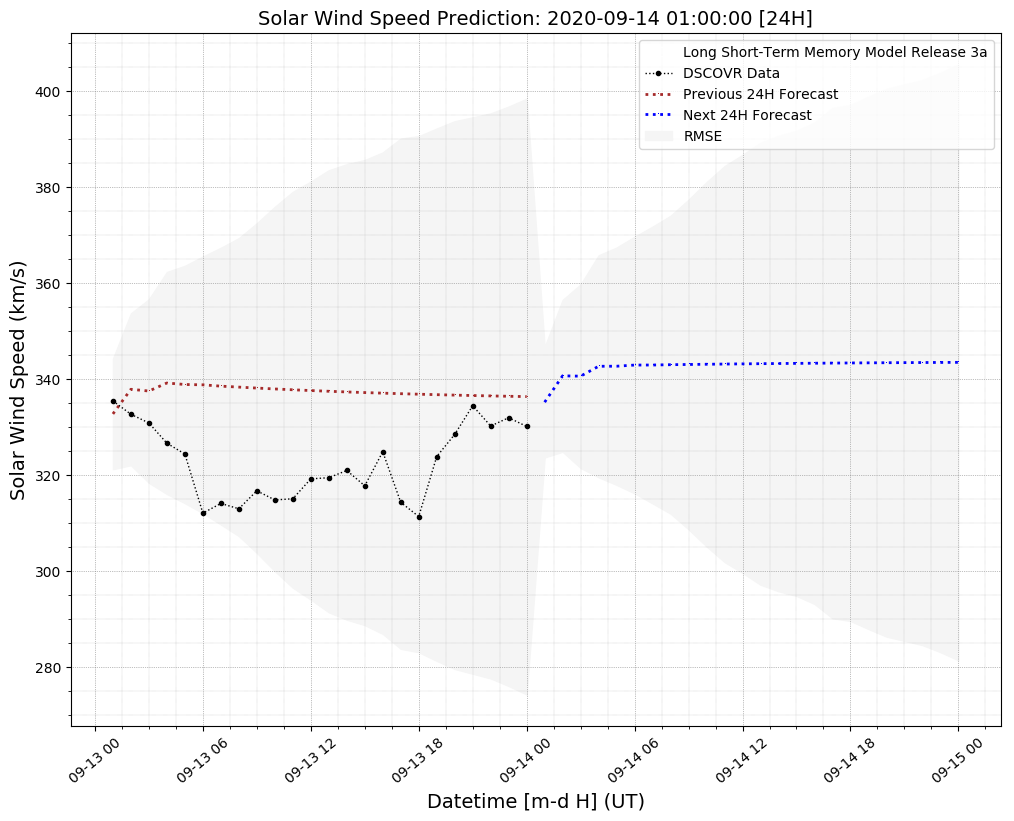 Solar Wind Speed Prediction: 2020-09-14 01:00:00 [24H]
Long Short-Term Memory Model Release 3a
DSCOVR Data
Previous 24H Forecast
Next 24H Forecast
RMSE
Solar Wind Speed (km/s)
400
380
360
340
320
300
280
09-13 00
09-13 06
09-13 12
09-13 18
09-14 00
09-14 06
09-14 12
09-14 18
09-15 00
Datetime [m-d H] (UT)